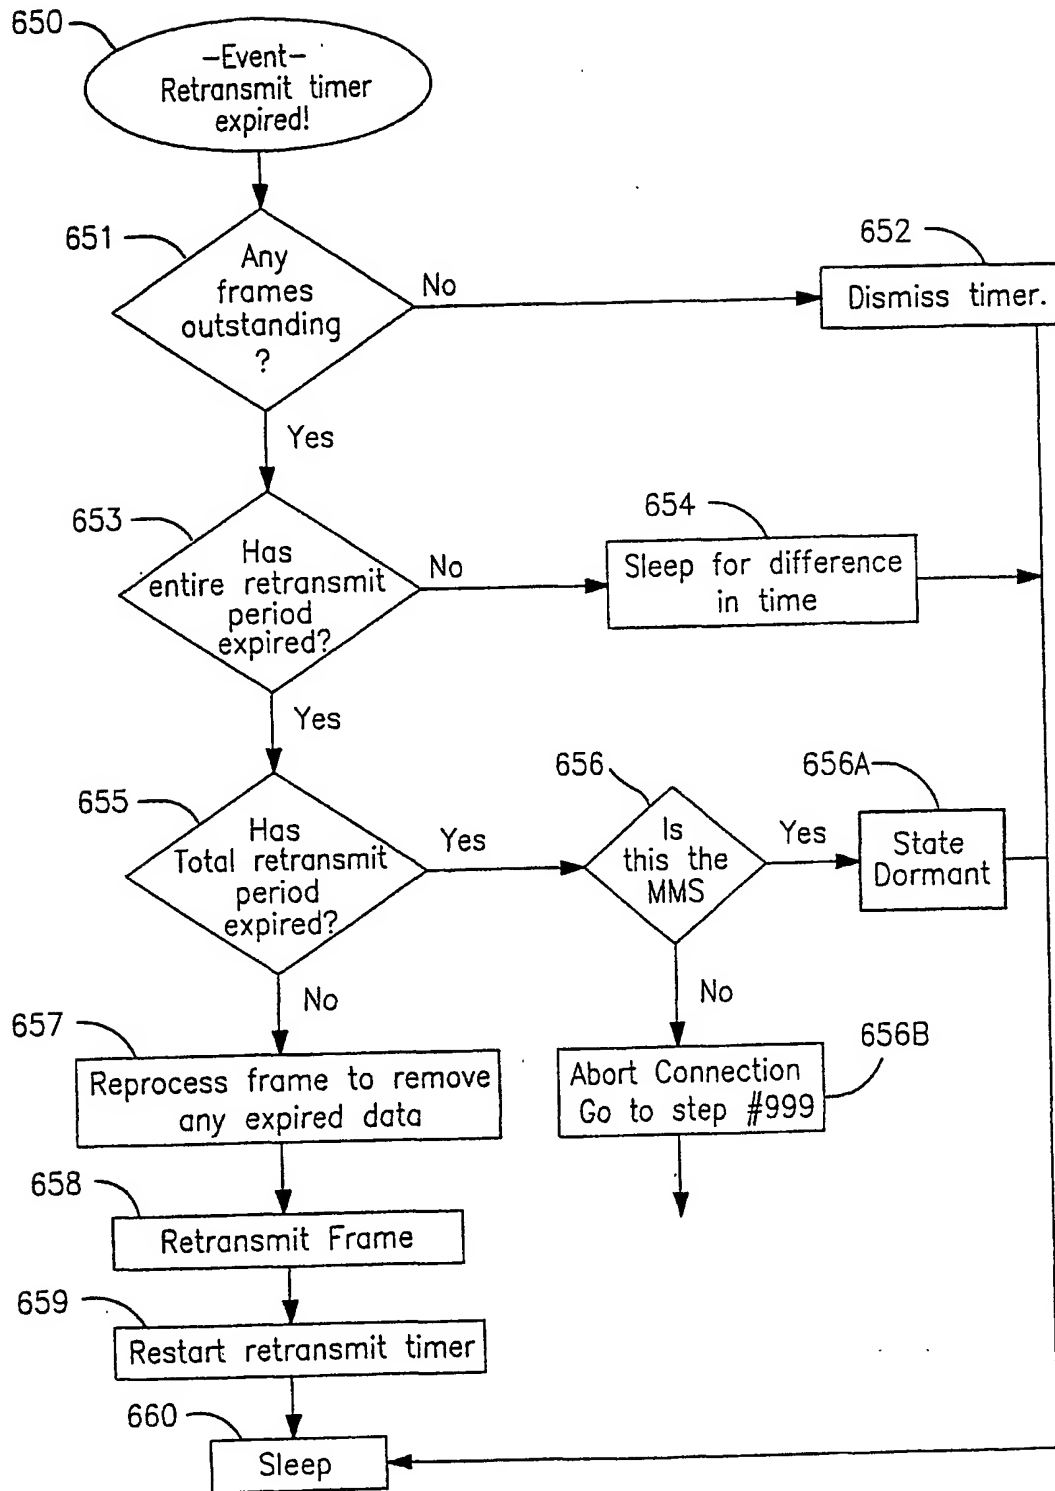 650
–Event–
Retransmit timer
expired!
651
Any
frames
outstanding
?
No
652
Dismiss timer.
Yes
653
Has
entire retransmit
period
expired?
No
654
Sleep for difference
in time
Yes
655
Has
Total retransmit
period
expired?
Yes
656
Is
this the
MMS
Yes
656A
State
Dormant
No
No
657
Reprocess frame to remove
any expired data
656B
Abort Connection
Go to step #999
658
Retransmit Frame
659
Restart retransmit timer
660
Sleep